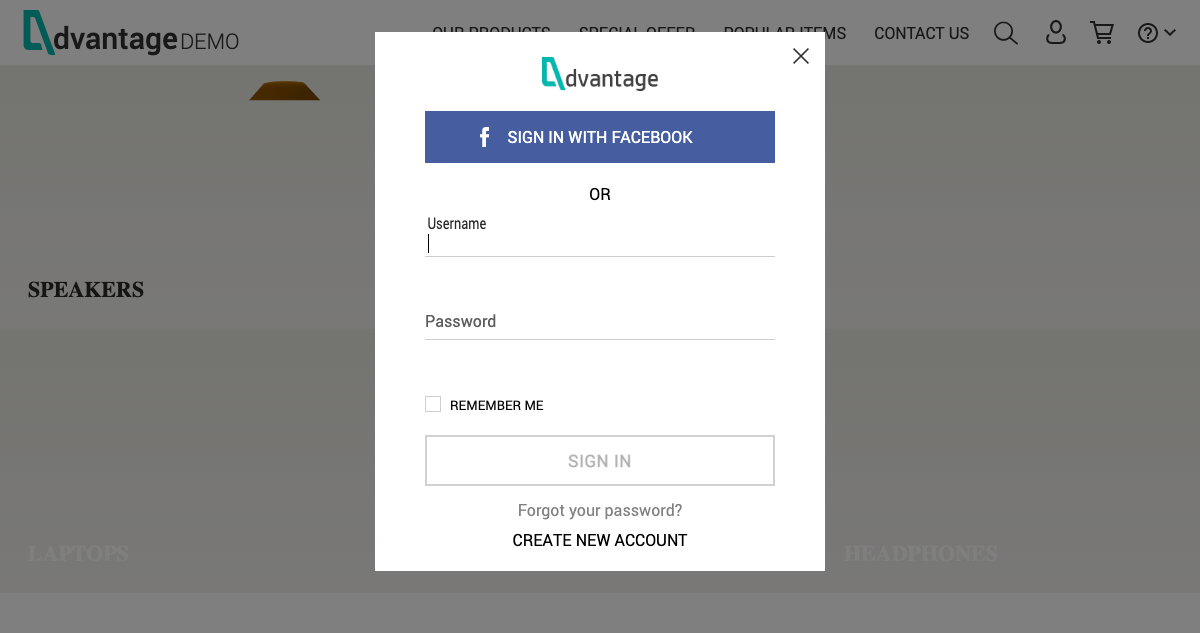 dvantage DEMO
OUR PRODUCTS SPECIAL OFFER POPULAR ITEMS CONTACT US
dvantage
SIGN IN WITH FACEBOOK
OR
Username
SPEAKERS
Password
REMEMBER ME
SIGN IN
Forgot your password?
CREATE NEW ACCOUNT
LAPTOPS
HEADPHONES